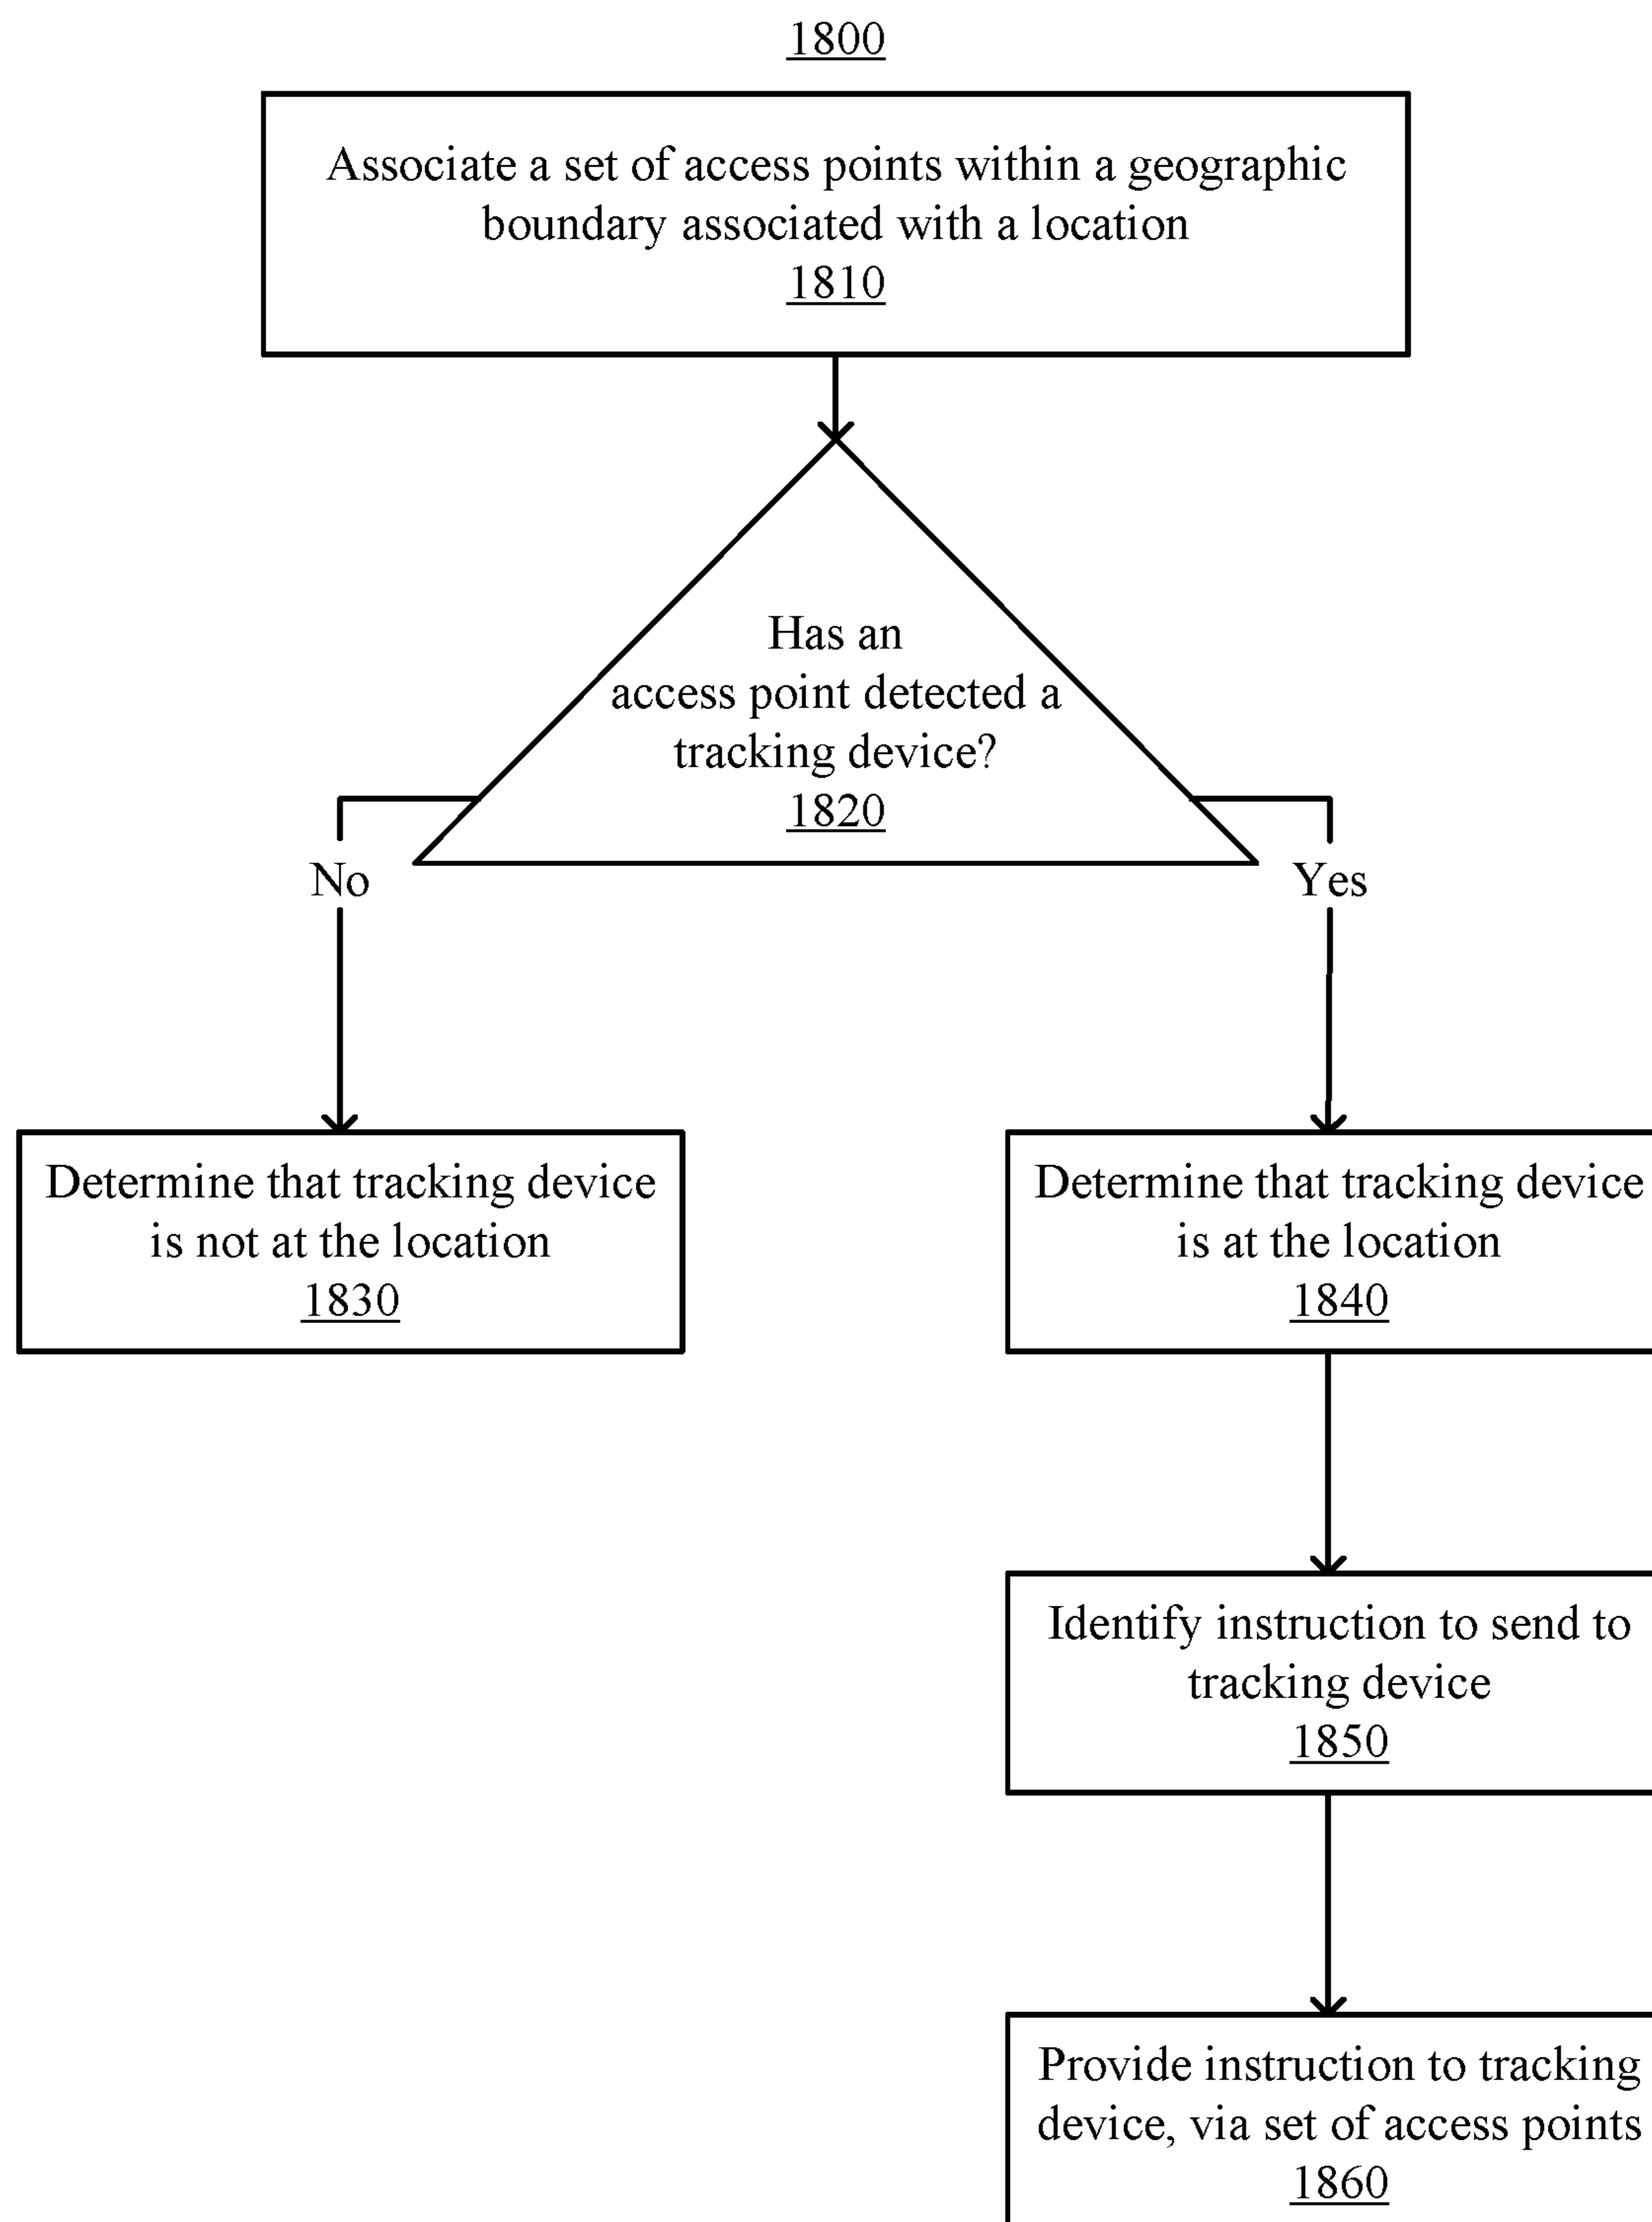 1800
Associate a set of access points within a geographic
boundary associated with a location
1810
Has an
access point detected a
tracking device?
1820
No
Yes
Determine that tracking device
is not at the location
1830
Determine that tracking device
is at the location
1840
Identify instruction to send to
tracking device
1850
Provide instruction to tracking
device, via set of access points
1860